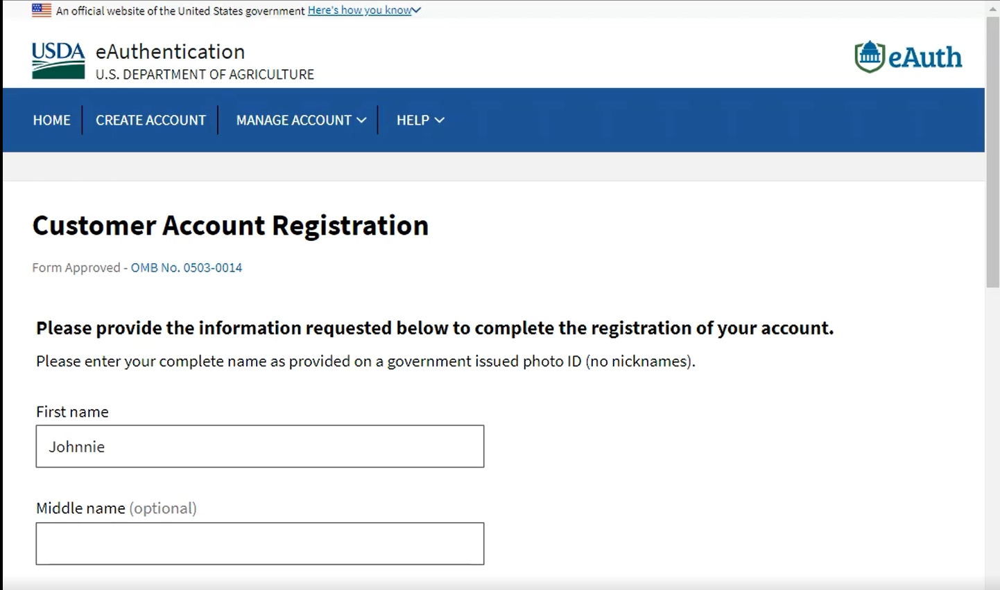 An official website of the United States government Here's how you know
USDA eAuthentication
U.S. DEPARTMENT OF AGRICULTURE
eAuth
HOME CREATE ACCOUNT MANAGE ACCOUNT HELP
Customer Account Registration
Form Approved - OMB No. 0503-0014
Please provide the information requested below to complete the registration of your account.
Please enter your complete name as provided on a government issued photo ID (no nicknames).
First name
Johnnie
Middle name (optional)